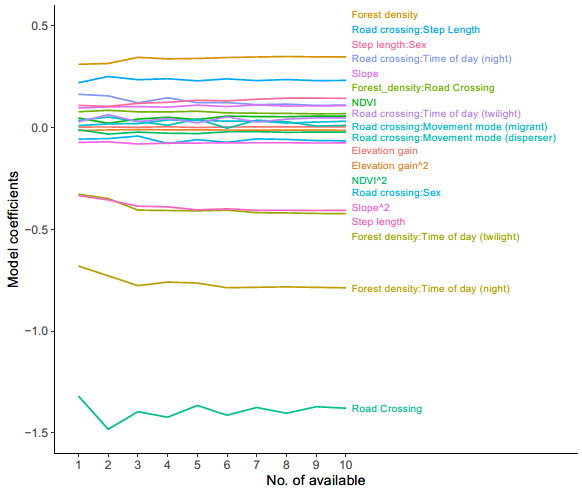 Forest density
0.5
Road crossing:Step Length
Step length:Sex
Road crossing:Time of day (night)
Slope
Forest_density:Road Crossing
NDVI
Road crossing:Time of day (twilight)
0.0
Road crossing:Movement mode (migrant)
Road crossing:Movement mode (disperser)
Elevation gain
Elevation gain^2
NDVI^2
Road crossing:Sex
Slope^2
Step length
Forest density:Time of day (twilight)
−0.5
Model coefficients
Forest density:Time of day (night)
−1.0
Road Crossing
−1.5
1 2 3 4 5 6 7 8 9 10
No. of available